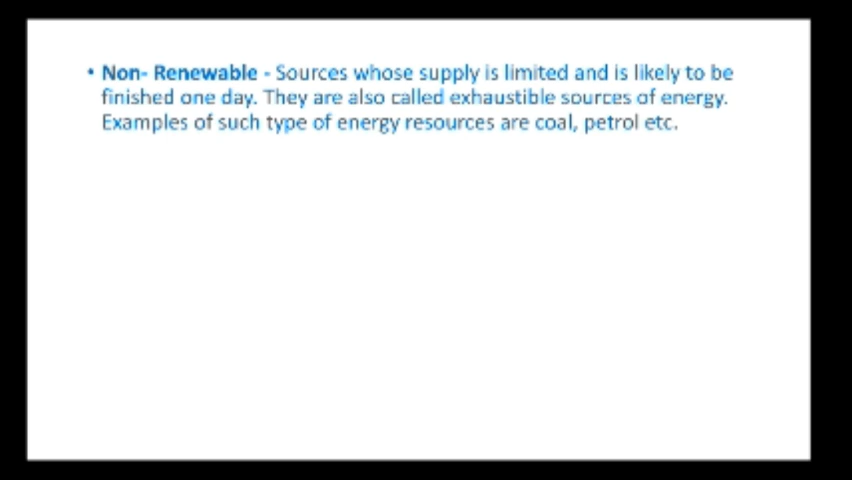 • Non- Renewable - Sources whose supply is limited and is likely to be
finished one day. They are also called exhaustible sources of energy.
Examples of such type of energy resources are coal, petrol etc.